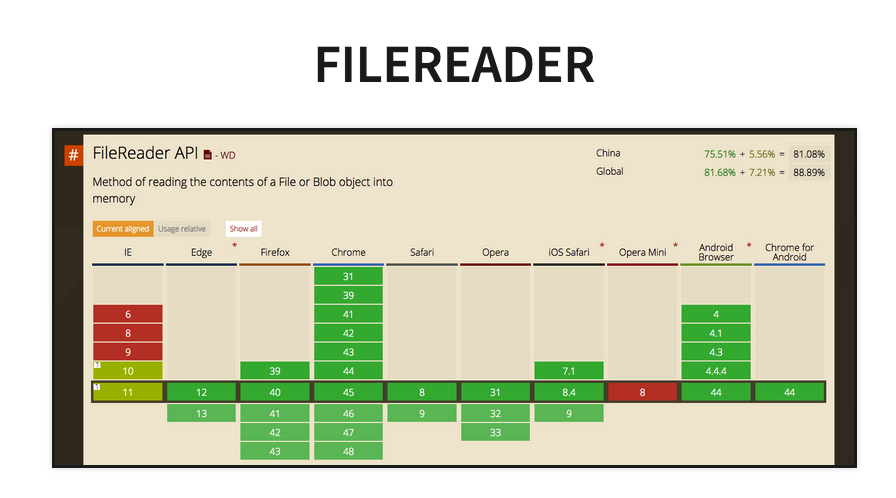 FILEREADER
# FileReader API - WD
Method of reading the contents of a File or Blob object into
memory
China 75.51% + 5.56% = 81.08%
Global 81.68% + 7.21% = 88.89%
Current aligned Usage relative Show all
IE Edge * Firefox Chrome Safari Opera iOS Safari * Opera Mini * Android Browser Chrome for Android
31
39
6 41 4
8 42 4.1
9 43 4.3
1 10 39 44 7.1 4.4.4
1 11 12 40 45 8 31 8.4 8 44 44
13 41 46 9 32 9
42 47 33
43 48